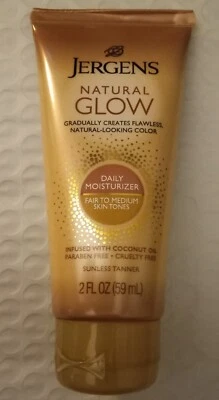 JERGENS
NATURAL
GLOW
GRADUALLY CREATES FLAWLESS,
NATURAL-LOOKING COLOR
DAILY
MOISTURIZER
FAIR TO MEDIUM
SKIN TONES
INFUSED WITH COCONUT OIL
PARABEN FREE • CRUELTY FREE
SUNLESS TANNER
2 FL OZ (59 mL)